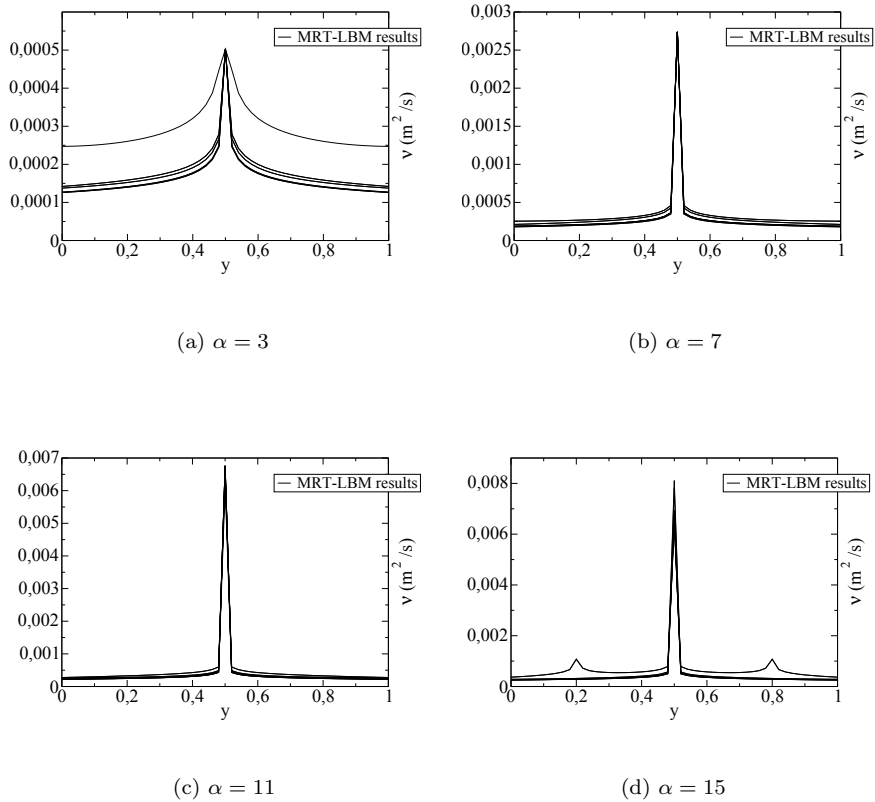 0,0005
0,0004
0,0003
0,0002
0,0001
0
0 0,2 0,4 0,6 0,8 1
y
ν (m²/s)
MRT-LBM results
(a) α = 3
0,003
0,0025
0,002
0,0015
0,001
0,0005
0
0 0,2 0,4 0,6 0,8 1
y
ν (m²/s)
MRT-LBM results
(b) α = 7
0,007
0,006
0,005
0,004
0,003
0,002
0,001
0
0 0,2 0,4 0,6 0,8 1
y
ν (m²/s)
MRT-LBM results
(c) α = 11
0,008
0,006
0,004
0,002
0
0 0,2 0,4 0,6 0,8 1
y
ν (m²/s)
MRT-LBM results
(d) α = 15